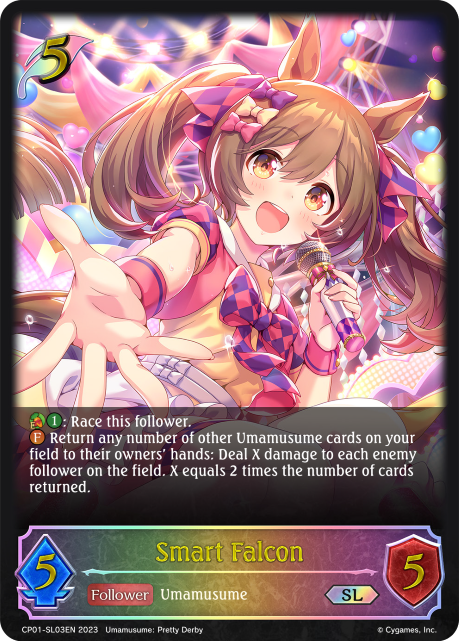 5
1: Race this follower.
F Return any number of other Umamusume cards on your
field to their owners' hands: Deal X damage to each enemy
follower on the field. X equals 2 times the number of cards
returned.
Smart Falcon
5
Follower Umamusume
SL
5
CP01-SL03EN 2023 Umamusume: Pretty Derby © Cygames, Inc.